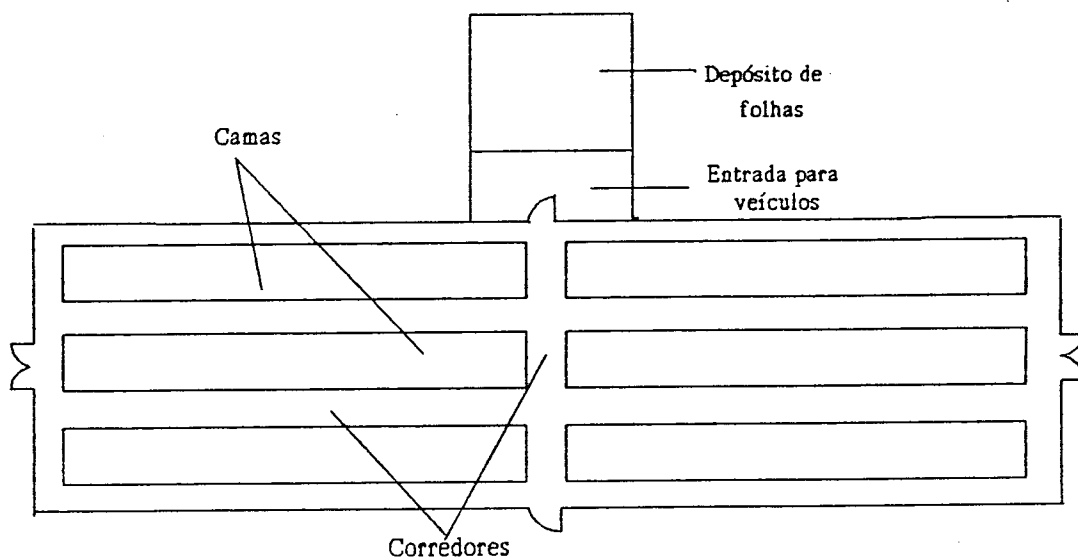 Depósito de
folhas
Camas
Entrada para
veículos
Corredores